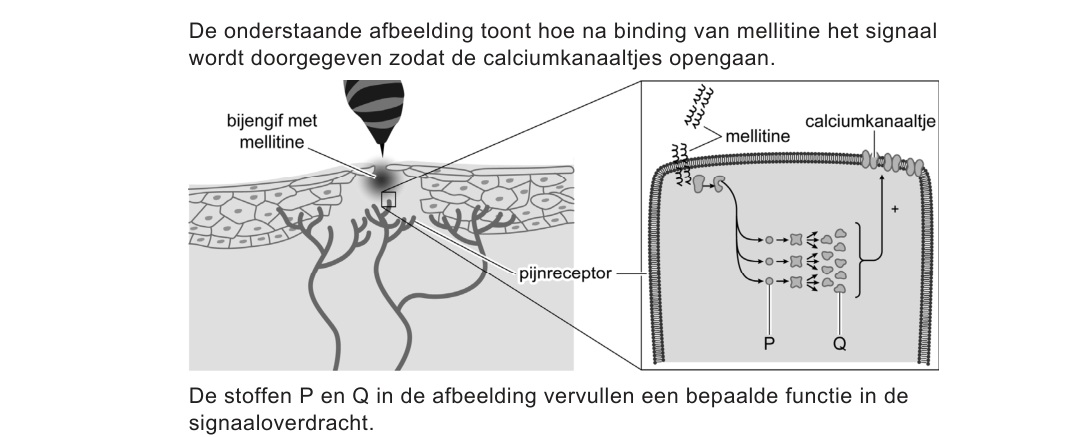 De onderstaande afbeelding toont hoe na binding van mellitine het signaal
wordt doorgegeven zodat de calciumkanaaltjes opengaan.
bijengif met
mellitine
mellitine
calciumkanaaltje
+
pijnreceptor
P
Q
De stoffen P en Q in de afbeelding vervullen een bepaalde functie in de
signaaloverdracht.